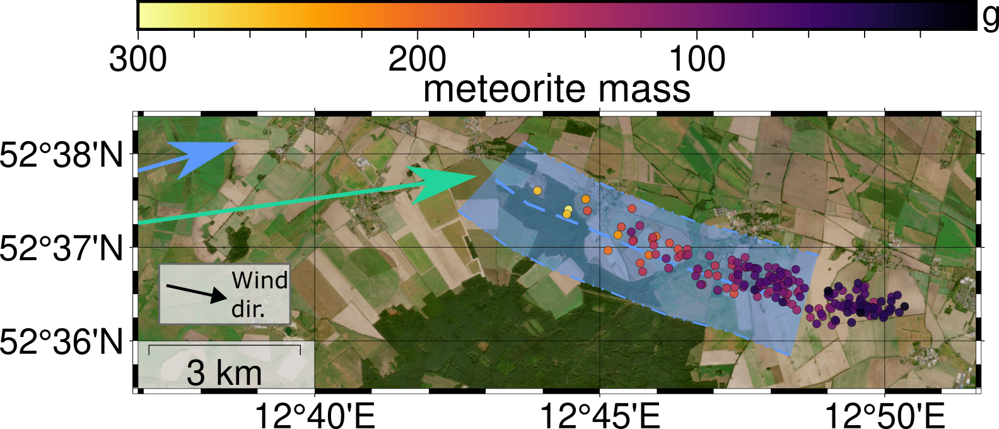 g
300 200 100
meteorite mass
52°38'N
52°37'N
52°36'N
Wind
dir.
3 km
12°40'E 12°45'E 12°50'E